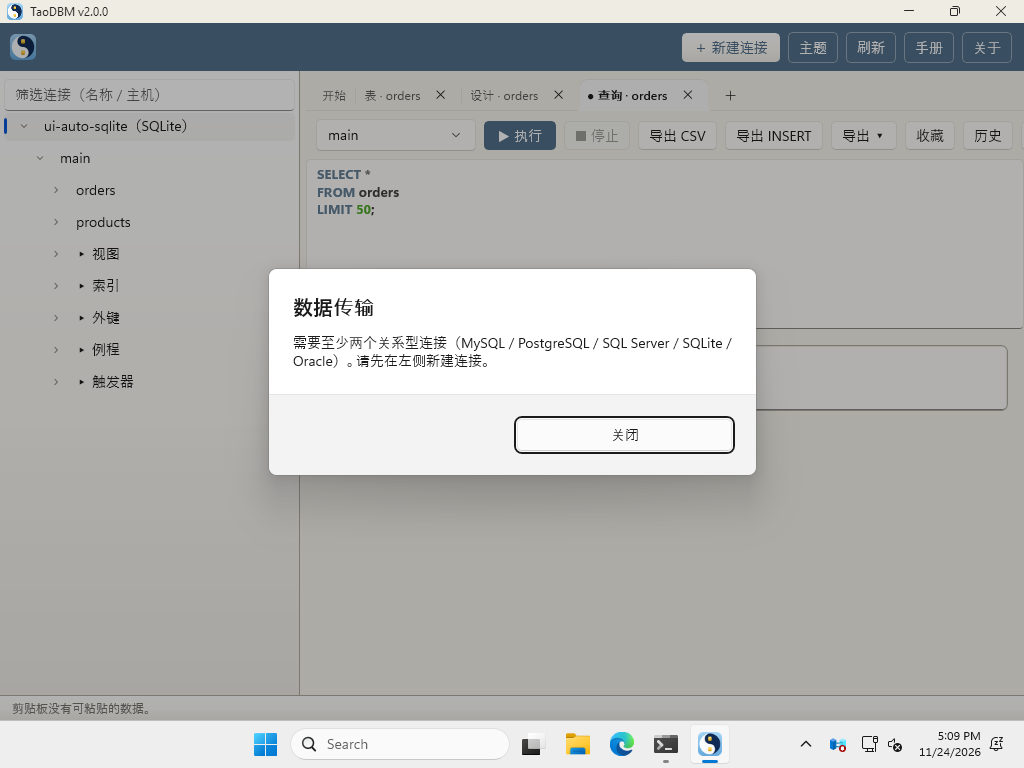 TaoDBM v2.0.0
+ 新建连接
主题
刷新
手册
关于
筛选连接（名称 / 主机）
ui-auto-sqlite（SQLite）
main
orders
products
视图
索引
外键
例程
触发器
开始
表 · orders
设计 · orders
● 查询 · orders
main
执行
停止
导出 CSV
导出 INSERT
导出
收藏
历史
SELECT *
FROM orders
LIMIT 50;
数据传输
需要至少两个关系型连接（MySQL / PostgreSQL / SQL Server / SQLite /
Oracle）。请先在左侧新建连接。
关闭
剪贴板没有可粘贴的数据。
Search
5:09 PM
11/24/2026